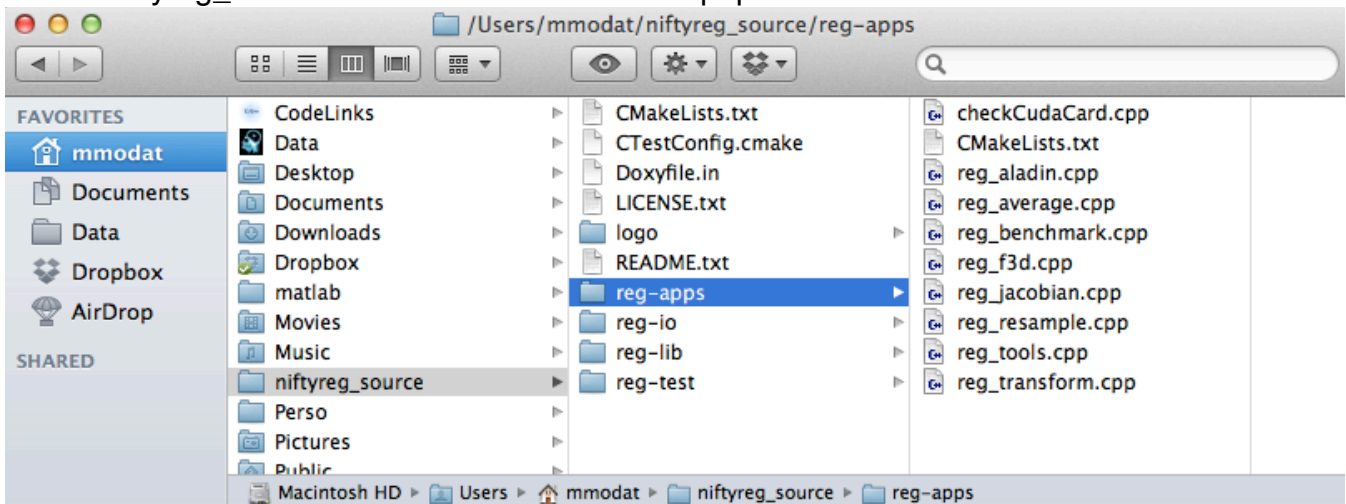 /Users/mmodat/niftyreg_source/reg-apps
FAVORITES
mmodat
Documents
Data
Dropbox
AirDrop
SHARED
CodeLinks
Data
Desktop
Documents
Downloads
Dropbox
matlab
Movies
Music
niftyreg_source
Perso
Pictures
Public
CMakeLists.txt
CTestConfig.cmake
Doxyfile.in
LICENSE.txt
logo
README.txt
reg-apps
reg-io
reg-lib
reg-test
checkCudaCard.cpp
CMakeLists.txt
reg_aladin.cpp
reg_average.cpp
reg_benchmark.cpp
reg_f3d.cpp
reg_jacobian.cpp
reg_resample.cpp
reg_tools.cpp
reg_transform.cpp
Macintosh HD ▸ Users ▸ mmodat ▸ niftyreg_source ▸ reg-apps